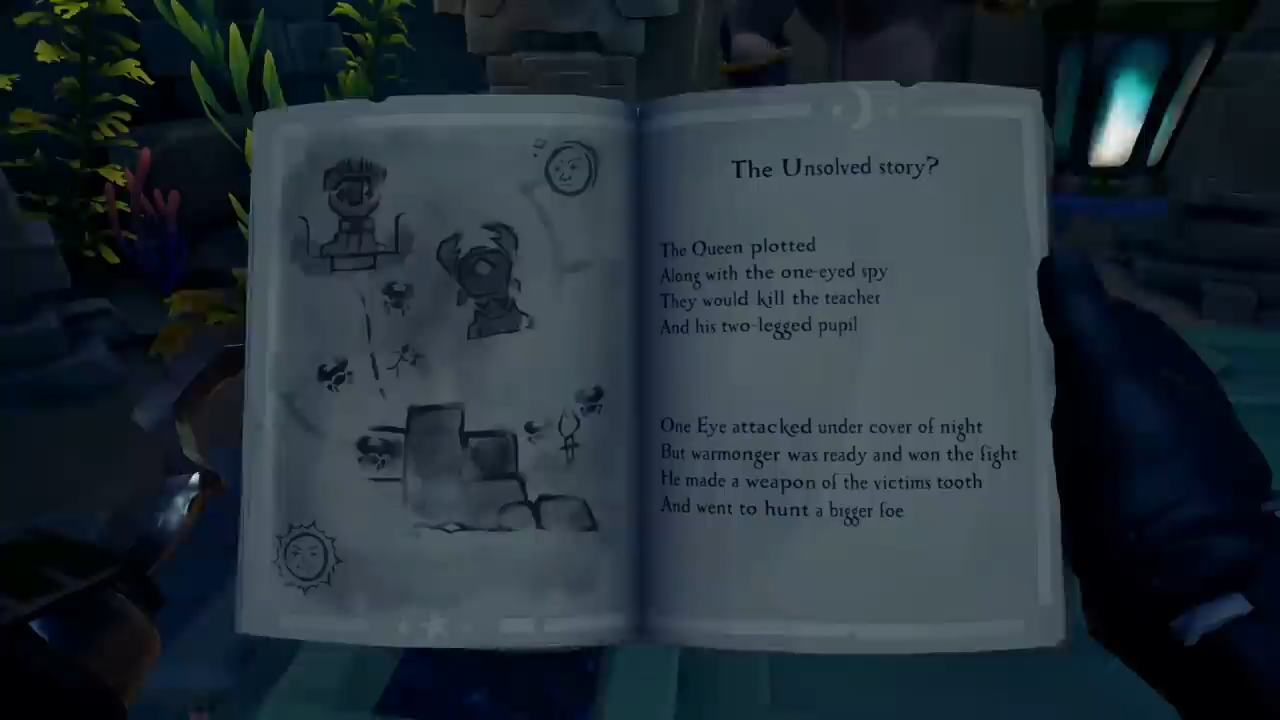 The Unsolved story?
The Queen plotted
Along with the one-eyed spy
They would kill the teacher
And his two-legged pupil
One Eye attacked under cover of night
But warmonger was ready and won the fight
He made a weapon of the victims tooth
And went to hunt a bigger foe